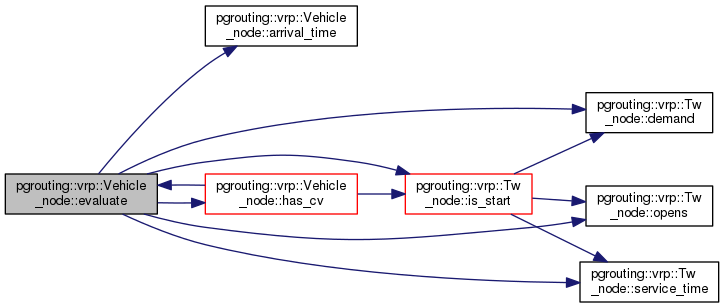 pgrouting::vrp::Vehicle
_node::arrival_time
pgrouting::vrp::Tw
_node::demand
pgrouting::vrp::Vehicle
_node::evaluate
pgrouting::vrp::Vehicle
_node::has_cv
pgrouting::vrp::Tw
_node::is_start
pgrouting::vrp::Tw
_node::opens
pgrouting::vrp::Tw
_node::service_time